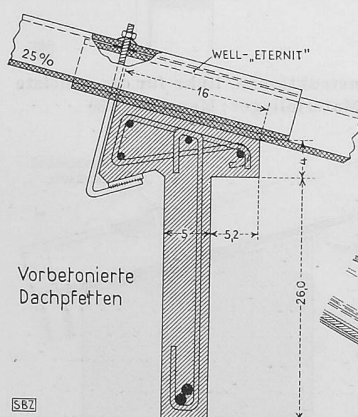 25%
WELL-„ETERNIT"
16
4
5
5,2
26,0
Vorbetonierte
Dachpfetten
SBZ